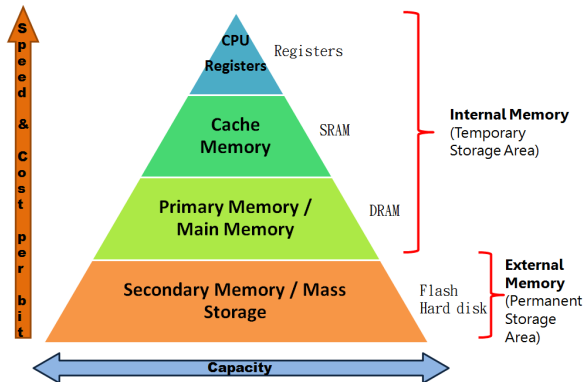 Speed & Cost per bit
CPU
Registers
Registers
Cache
Memory
SRAM
Primary Memory /
Main Memory
DRAM
Secondary Memory / Mass
Storage
Flash
Hard disk
Internal Memory
(Temporary
Storage Area)
External
Memory
(Permanent
Storage
Area)
Capacity